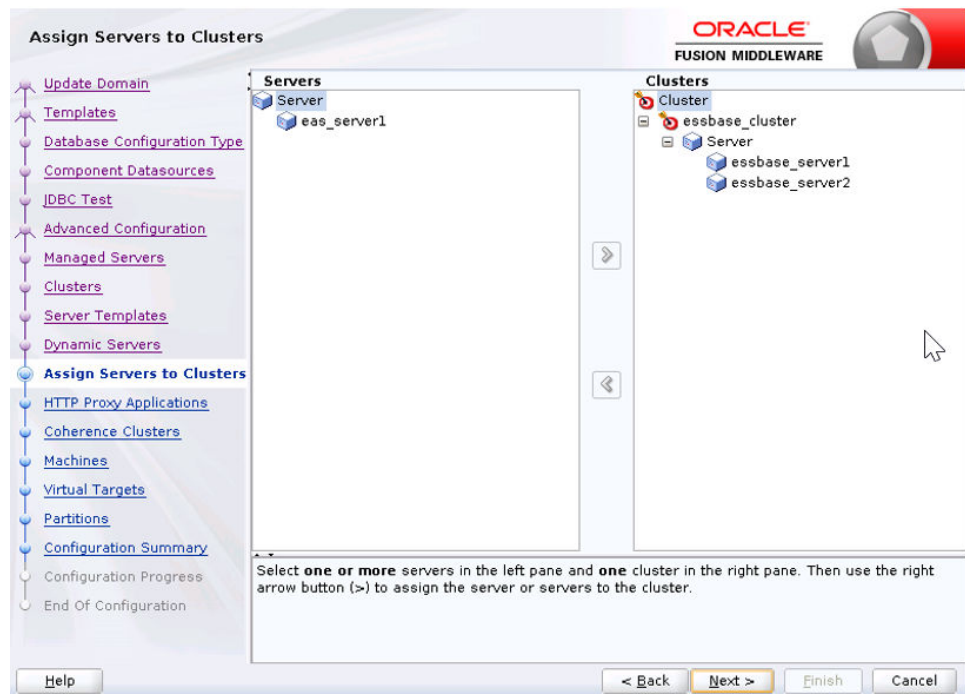 Assign Servers to Clusters
ORACLE
FUSION MIDDLEWARE
Update Domain
Templates
Database Configuration Type
Component Datasources
JDBC Test
Advanced Configuration
Managed Servers
Clusters
Server Templates
Dynamic Servers
Assign Servers to Clusters
HTTP Proxy Applications
Coherence Clusters
Machines
Virtual Targets
Partitions
Configuration Summary
Configuration Progress
End Of Configuration
Servers
Server
eas_server1
Clusters
Cluster
essbase_cluster
Server
essbase_server1
essbase_server2
Select one or more servers in the left pane and one cluster in the right pane. Then use the right
arrow button (>) to assign the server or servers to the cluster.
Help
< Back
Next >
Finish
Cancel